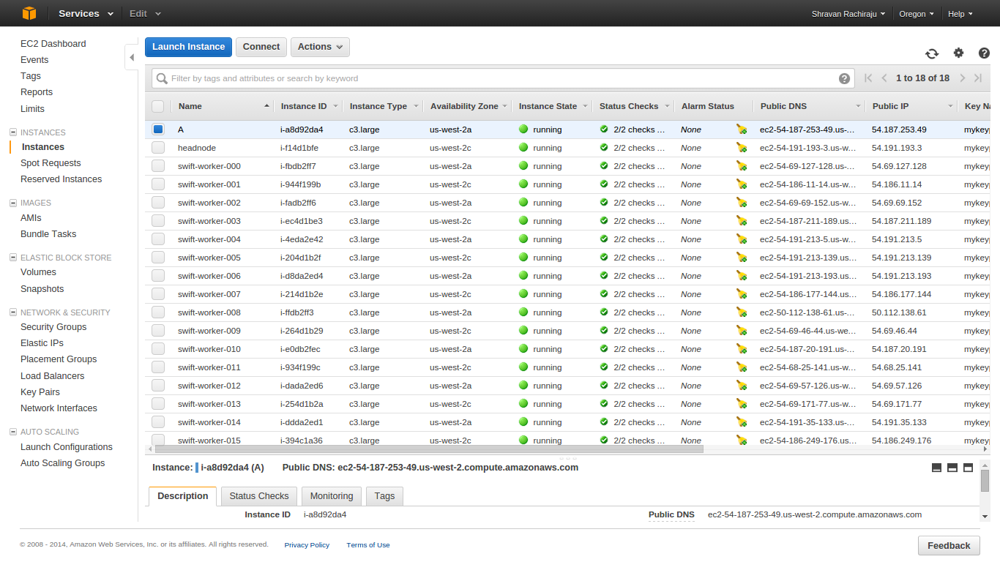 Services Edit Shravan Rachiraju Oregon Help
EC2 Dashboard
Events
Tags
Reports
Limits
INSTANCES
Instances
Spot Requests
Reserved Instances
IMAGES
AMIs
Bundle Tasks
ELASTIC BLOCK STORE
Volumes
Snapshots
NETWORK & SECURITY
Security Groups
Elastic IPs
Placement Groups
Load Balancers
Key Pairs
Network Interfaces
AUTO SCALING
Launch Configurations
Auto Scaling Groups
Launch Instance Connect Actions
Filter by tags and attributes or search by keyword 1 to 18 of 18
Name Instance ID Instance Type Availability Zone Instance State Status Checks Alarm Status Public DNS Public IP Key Na
A i-a8d92da4 c3.large us-west-2a running 2/2 checks ... None ec2-54-187-253-49.us-... 54.187.253.49 mykeyp
headnode i-f14d1bfe c3.large us-west-2c running 2/2 checks ... None ec2-54-191-193-3.us-w... 54.191.193.3 mykeyp
swift-worker-000 i-fbdb2ff7 c3.large us-west-2a running 2/2 checks ... None ec2-54-69-127-128.us-... 54.69.127.128 mykeyp
swift-worker-001 i-944f199b c3.large us-west-2c running 2/2 checks ... None ec2-54-186-11-14.us-w... 54.186.11.14 mykeyp
swift-worker-002 i-fadb2ff6 c3.large us-west-2a running 2/2 checks ... None ec2-54-69-69-152.us-w... 54.69.69.152 mykeyp
swift-worker-003 i-ec4d1be3 c3.large us-west-2c running 2/2 checks ... None ec2-54-187-211-189.us... 54.187.211.189 mykeyp
swift-worker-004 i-4eda2e42 c3.large us-west-2a running 2/2 checks ... None ec2-54-191-213-5.us-w... 54.191.213.5 mykeyp
swift-worker-005 i-204d1b2f c3.large us-west-2c running 2/2 checks ... None ec2-54-191-213-139.us... 54.191.213.139 mykeyp
swift-worker-006 i-d8da2ed4 c3.large us-west-2a running 2/2 checks ... None ec2-54-191-213-193.us... 54.191.213.193 mykeyp
swift-worker-007 i-214d1b2e c3.large us-west-2c running 2/2 checks ... None ec2-54-186-177-144.us... 54.186.177.144 mykeyp
swift-worker-008 i-ffdb2ff3 c3.large us-west-2a running 2/2 checks ... None ec2-50-112-138-61.us-... 50.112.138.61 mykeyp
swift-worker-009 i-264d1b29 c3.large us-west-2c running 2/2 checks ... None ec2-54-69-46-44.us-we... 54.69.46.44 mykeyp
swift-worker-010 i-e0db2fec c3.large us-west-2a running 2/2 checks ... None ec2-54-187-20-191.us-... 54.187.20.191 mykeyp
swift-worker-011 i-934f199c c3.large us-west-2c running 2/2 checks ... None ec2-54-68-25-141.us-w... 54.68.25.141 mykeyp
swift-worker-012 i-dada2ed6 c3.large us-west-2a running 2/2 checks ... None ec2-54-69-57-126.us-w... 54.69.57.126 mykeyp
swift-worker-013 i-254d1b2a c3.large us-west-2c running 2/2 checks ... None ec2-54-69-171-77.us-w... 54.69.171.77 mykeyp
swift-worker-014 i-ddda2ed1 c3.large us-west-2a running 2/2 checks ... None ec2-54-191-35-133.us-... 54.191.35.133 mykeyp
swift-worker-015 i-394c1a36 c3.large us-west-2c running 2/2 checks ... None ec2-54-186-249-176.us... 54.186.249.176 mykeyp
Instance: i-a8d92da4 (A) Public DNS: ec2-54-187-253-49.us-west-2.compute.amazonaws.com
Description Status Checks Monitoring Tags
Instance ID i-a8d92da4 Public DNS ec2-54-187-253-49.us-west-2.compute.amazonaws.com
© 2008 - 2014, Amazon Web Services, Inc. or its affiliates. All rights reserved. Privacy Policy Terms of Use Feedback